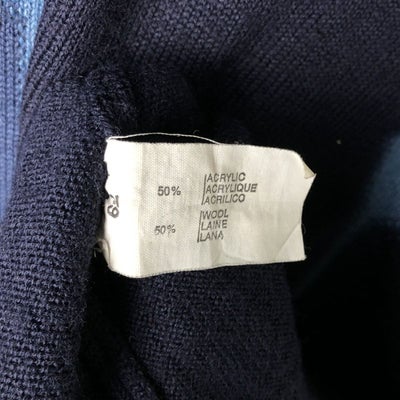 50% ACRYLIC
ACRYLIQUE
ACRILICO
50% WOOL
LAINE
LANA